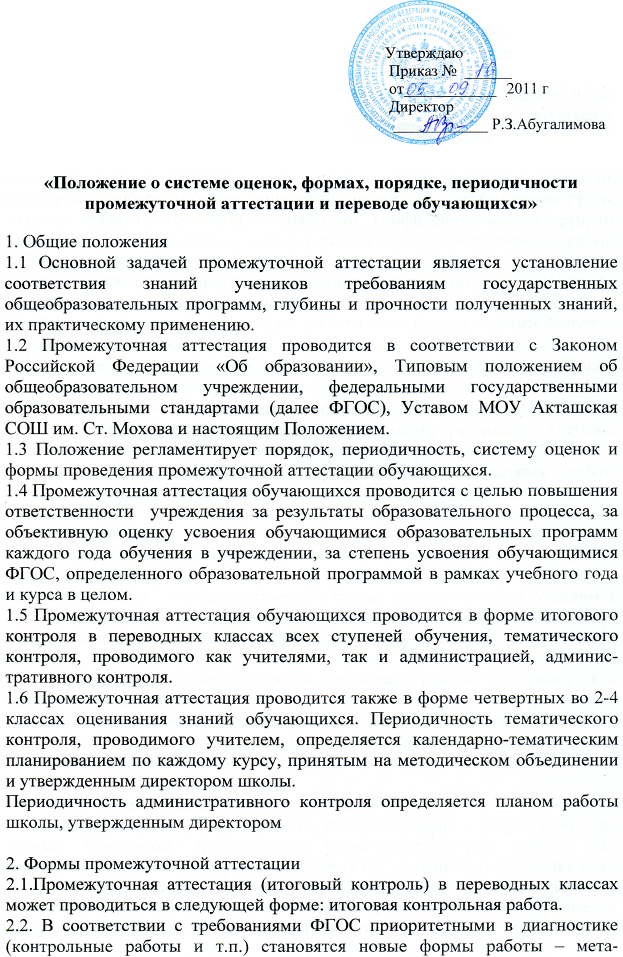 Утверждаю
Приказ № 16
от 05 09 2011 г
Директор
Р.З.Абугалимова
«Положение о системе оценок, формах, порядке, периодичности
промежуточной аттестации и переводе обучающихся»
1. Общие положения
1.1 Основной задачей промежуточной аттестации является установление
соответствия знаний учеников требованиям государственных
общеобразовательных программ, глубины и прочности полученных знаний,
их практическому применению.
1.2 Промежуточная аттестация проводится в соответствии с Законом
Российской Федерации «Об образовании», Типовым положением об
общеобразовательном учреждении, федеральными государственными
образовательными стандартами (далее ФГОС), Уставом МОУ Акташская
СОШ им. Ст. Мохова и настоящим Положением.
1.3 Положение регламентирует порядок, периодичность, систему оценок и
формы проведения промежуточной аттестации обучающихся.
1.4 Промежуточная аттестация обучающихся проводится с целью повышения
ответственности учреждения за результаты образовательного процесса, за
объективную оценку усвоения обучающимися образовательных программ
каждого года обучения в учреждении, за степень усвоения обучающимися
ФГОС, определенного образовательной программой в рамках учебного года
и курса в целом.
1.5 Промежуточная аттестация обучающихся проводится в форме итогового
контроля в переводных классах всех ступеней обучения, тематического
контроля, проводимого как учителями, так и администрацией, админис-
тративного контроля.
1.6 Промежуточная аттестация проводится также в форме четвертных во 2-4
классах оценивания знаний обучающихся. Периодичность тематического
контроля, проводимого учителем, определяется календарно-тематическим
планированием по каждому курсу, принятым на методическом объединении
и утвержденным директором школы.
Периодичность административного контроля определяется планом работы
школы, утвержденным директором
2. Формы промежуточной аттестации
2.1.Промежуточная аттестация (итоговый контроль) в переводных классах
может проводиться в следующей форме: итоговая контрольная работа.
2.2. В соответствии с требованиями ФГОС приоритетными в диагностике
(контрольные работы и т.п.) становятся новые формы работы – мета-